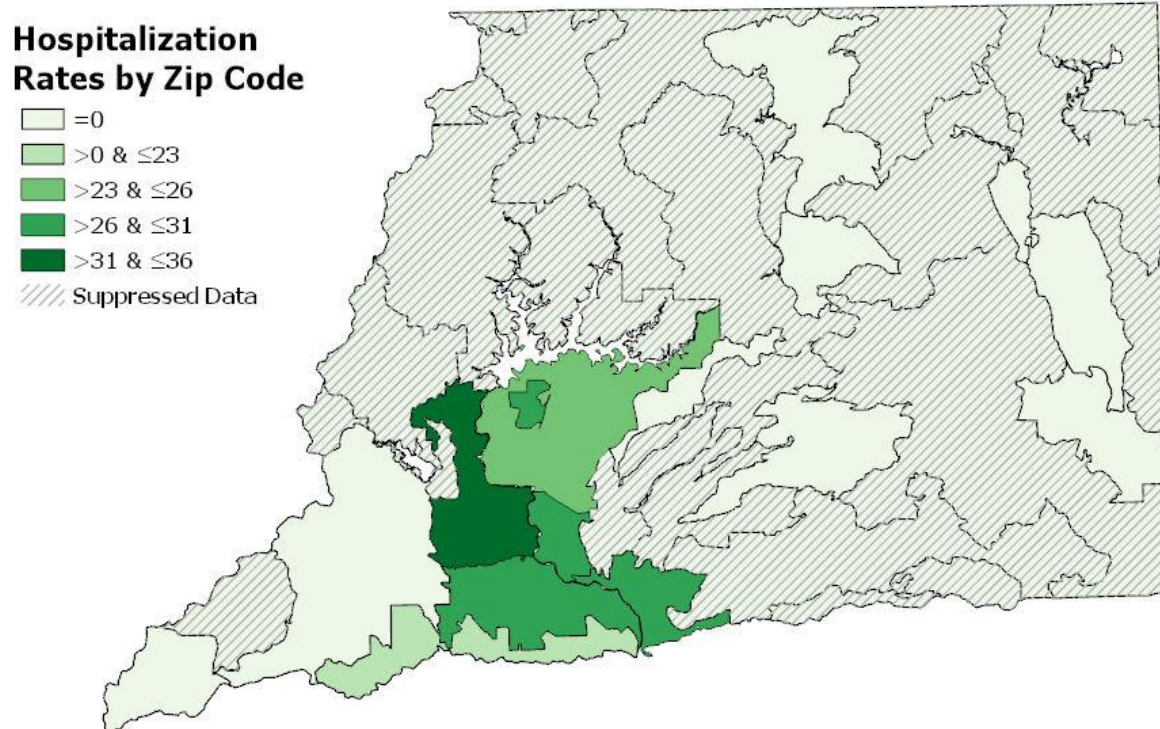 Hospitalization
Rates by Zip Code
=0
>0 & ≤23
>23 & ≤26
>26 & ≤31
>31 & ≤36
Suppressed Data